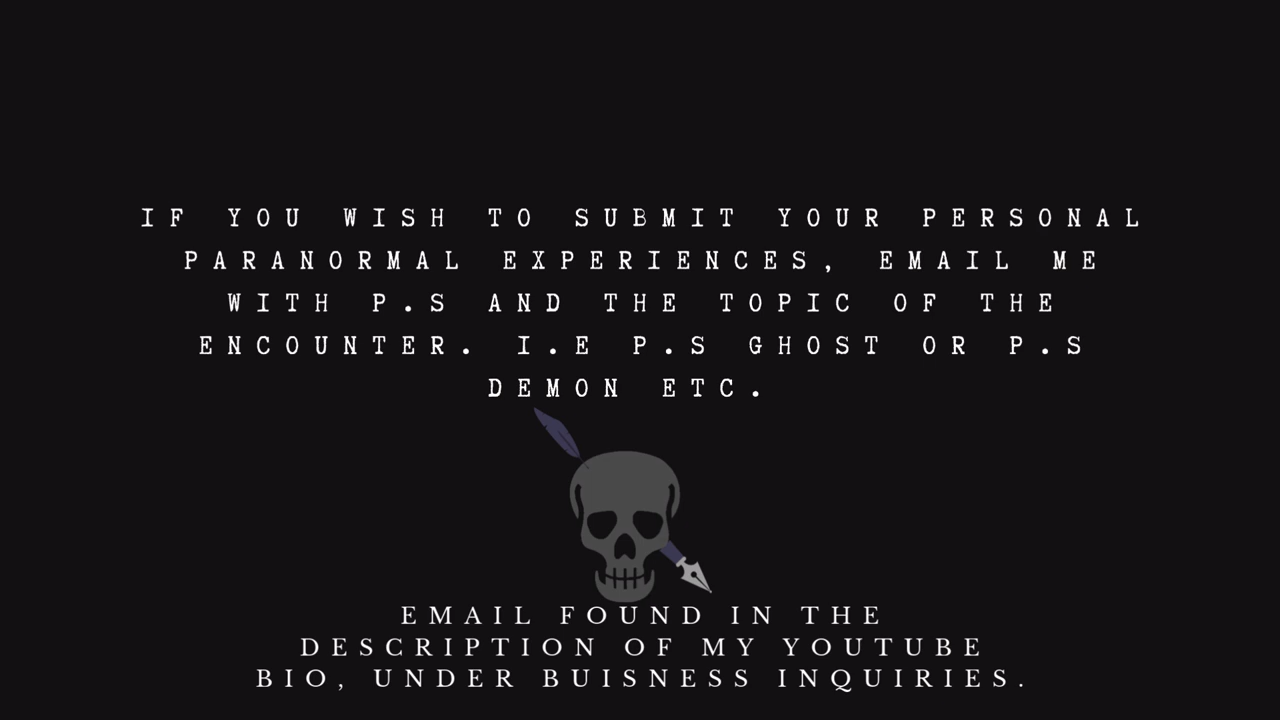 IF YOU WISH TO SUBMIT YOUR PERSONAL
PARANORMAL EXPERIENCES, EMAIL ME
WITH P.S AND THE TOPIC OF THE
ENCOUNTER. I.E P.S GHOST OR P.S
DEMON ETC.
EMAIL FOUND IN THE
DESCRIPTION OF MY YOUTUBE
BIO, UNDER BUISNESS INQUIRIES.